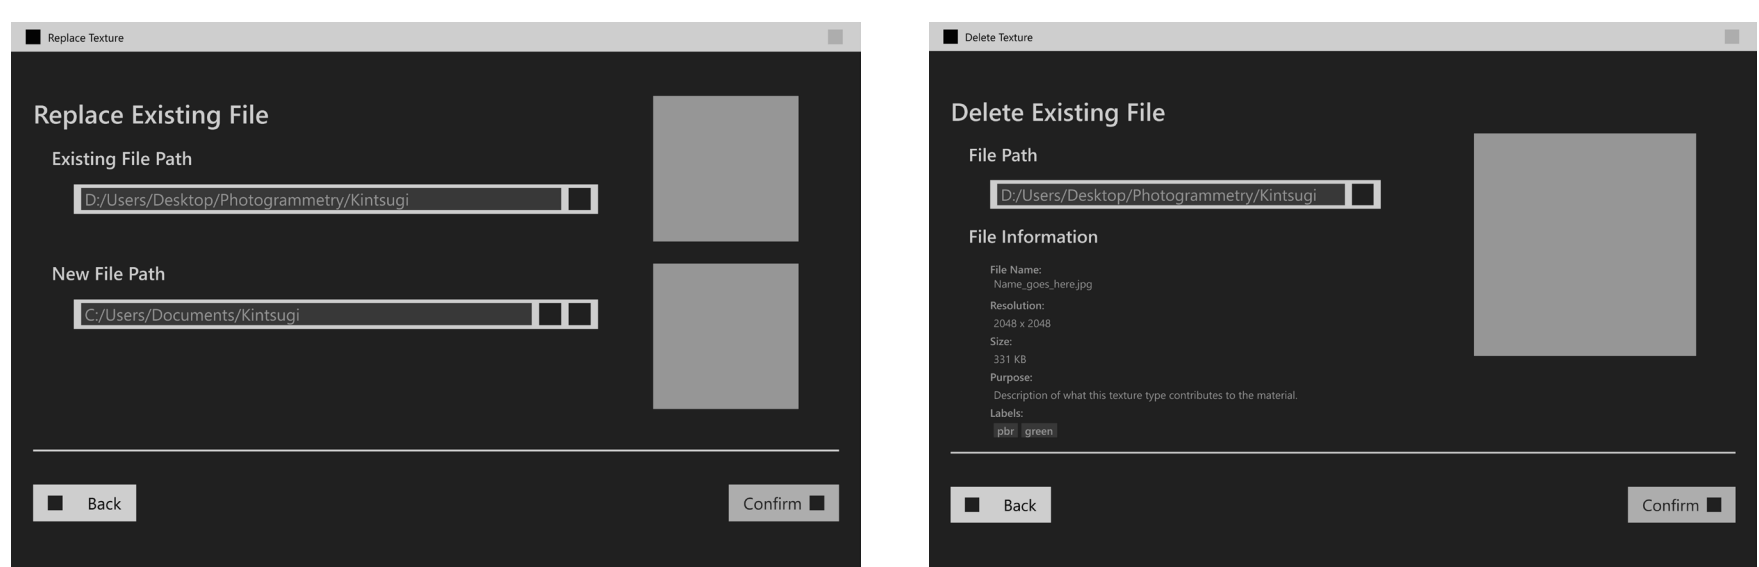 Replace Texture
Replace Existing File
Existing File Path
D:/Users/Desktop/Photogrammetry/Kintsugi
New File Path
C:/Users/Documents/Kintsugi
Back
Confirm
Delete Texture
Delete Existing File
File Path
D:/Users/Desktop/Photogrammetry/Kintsugi
File Information
File Name:
Name_goes_here.jpg
Resolution:
2048 x 2048
Size:
331 KB
Purpose:
Description of what this texture type contributes to the material.
Labels:
pbr green
Back
Confirm